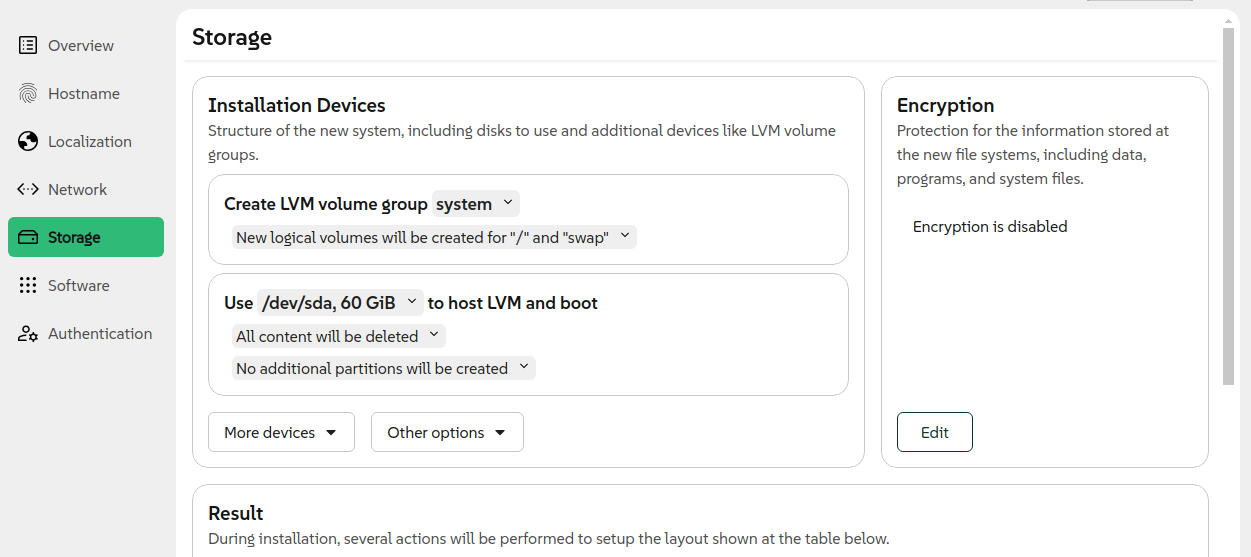 Overview
Hostname
Localization
Network
Storage
Software
Authentication
Storage
Installation Devices
Structure of the new system, including disks to use and additional devices like LVM volume
groups.
Create LVM volume group system
New logical volumes will be created for "/" and "swap"
Use /dev/sda, 60 GiB to host LVM and boot
All content will be deleted
No additional partitions will be created
More devices
Other options
Encryption
Protection for the information stored at
the new file systems, including data,
programs, and system files.
Encryption is disabled
Edit
Result
During installation, several actions will be performed to setup the layout shown at the table below.